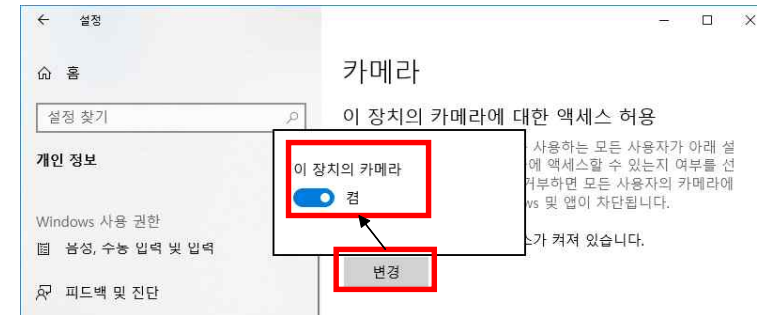 설정
홈
설정 찾기
개인 정보
Windows 사용 권한
음성, 수동 입력 및 입력
피드백 및 진단
카메라
이 장치의 카메라에 대한 액세스 허용
사용하는 모든 사용자가 아래 설
에 액세스할 수 있는지 여부를 선
거부하면 모든 사용자의 카메라에
및 앱이 차단됩니다.
가 켜져 있습니다.
이 장치의 카메라
켬
변경